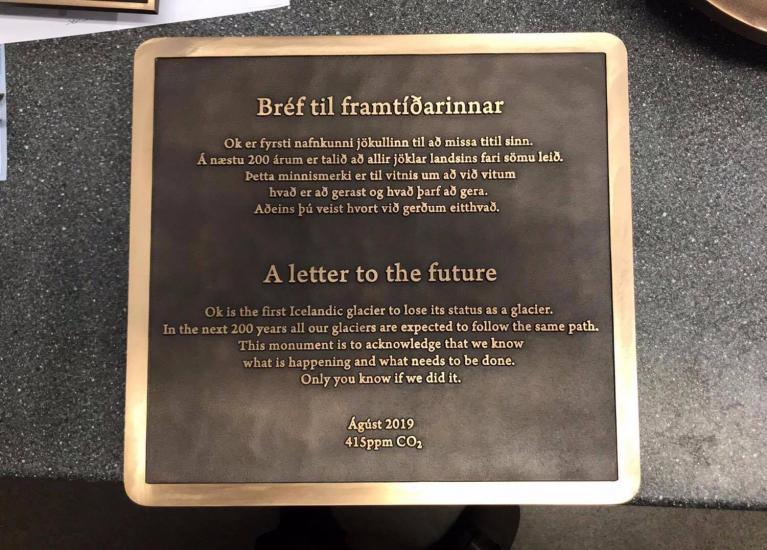 Bréf til framtíðarinnar
Ok er fyrsti nafnkunni jökullinn til að missa titil sinn.
Á næstu 200 árum er talið að allir jöklar landsins fari sömu leið.
Þetta minnismerki er til vitnis um að við vitum
hvað er að gerast og hvað þarf að gera.
Aðeins þú veist hvort við gerðum eitthvað.
A letter to the future
Ok is the first Icelandic glacier to lose its status as a glacier.
In the next 200 years all our glaciers are expected to follow the same path.
This monument is to acknowledge that we know
what is happening and what needs to be done.
Only you know if we did it.
Ágúst 2019
415ppm CO₂